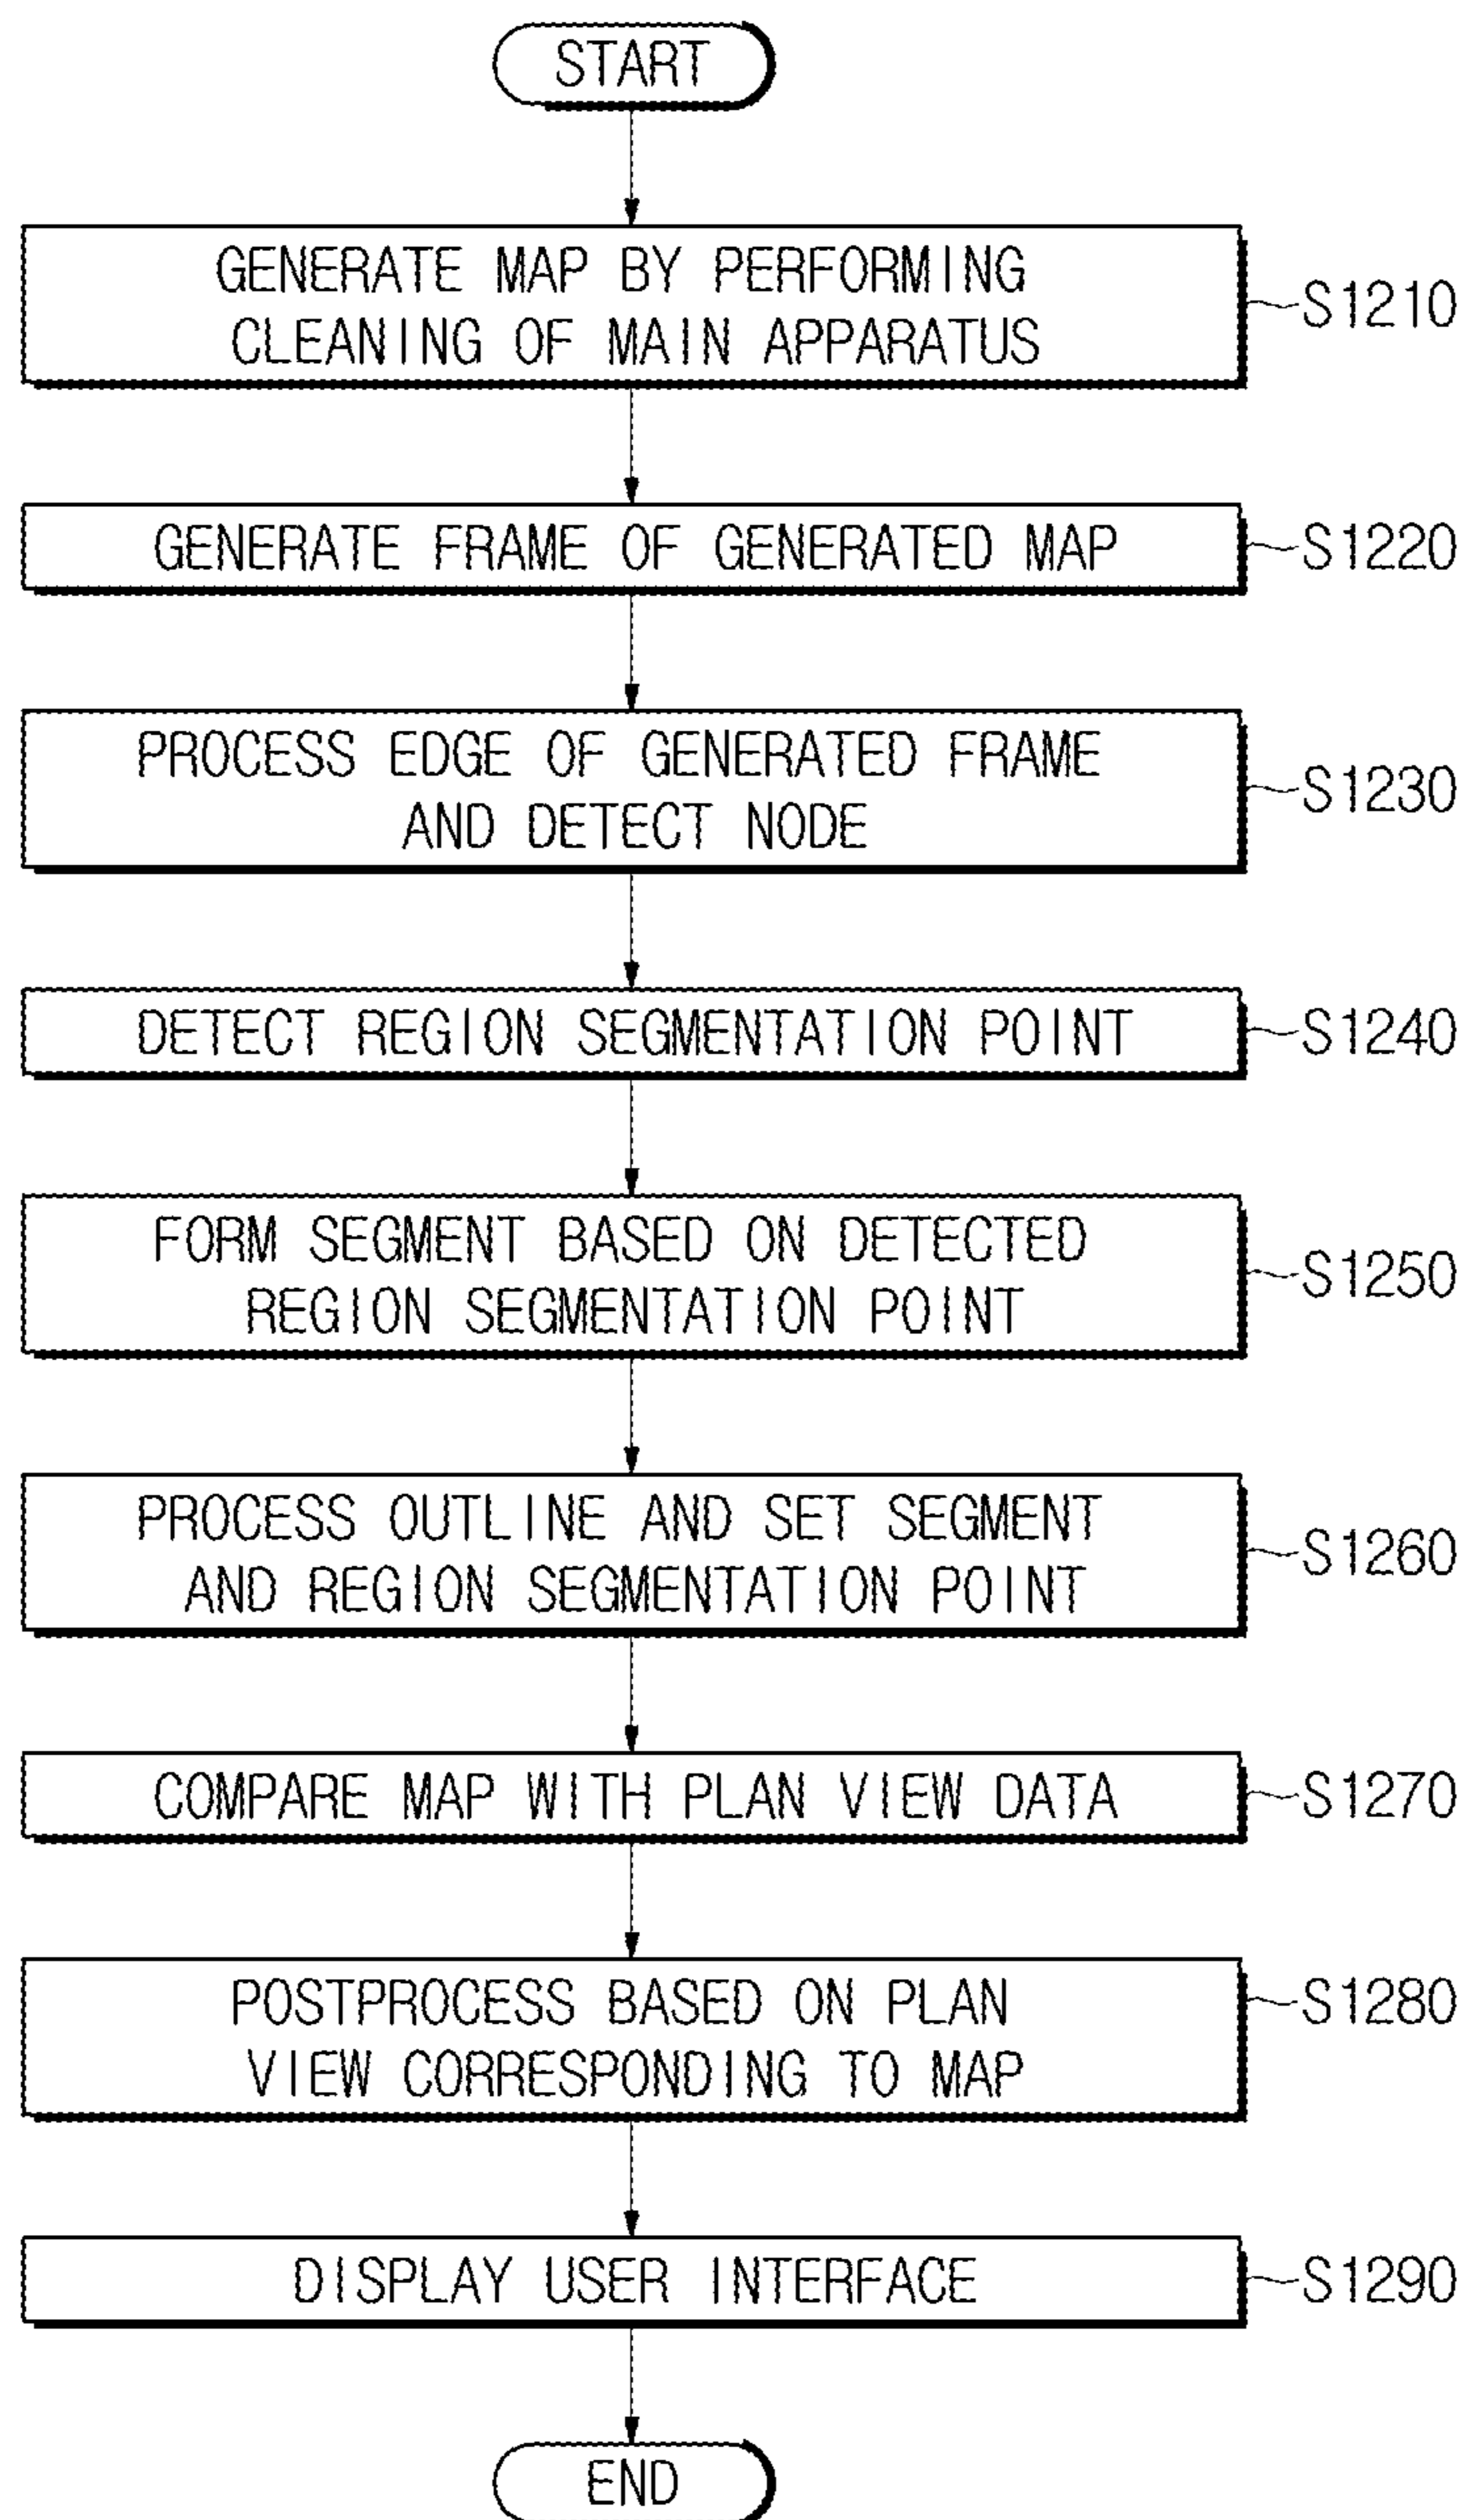 START
GENERATE MAP BY PERFORMING
CLEANING OF MAIN APPARATUS
S1210
GENERATE FRAME OF GENERATED MAP
S1220
PROCESS EDGE OF GENERATED FRAME
AND DETECT NODE
S1230
DETECT REGION SEGMENTATION POINT
S1240
FORM SEGMENT BASED ON DETECTED
REGION SEGMENTATION POINT
S1250
PROCESS OUTLINE AND SET SEGMENT
AND REGION SEGMENTATION POINT
S1260
COMPARE MAP WITH PLAN VIEW DATA
S1270
POSTPROCESS BASED ON PLAN
VIEW CORRESPONDING TO MAP
S1280
DISPLAY USER INTERFACE
S1290
END